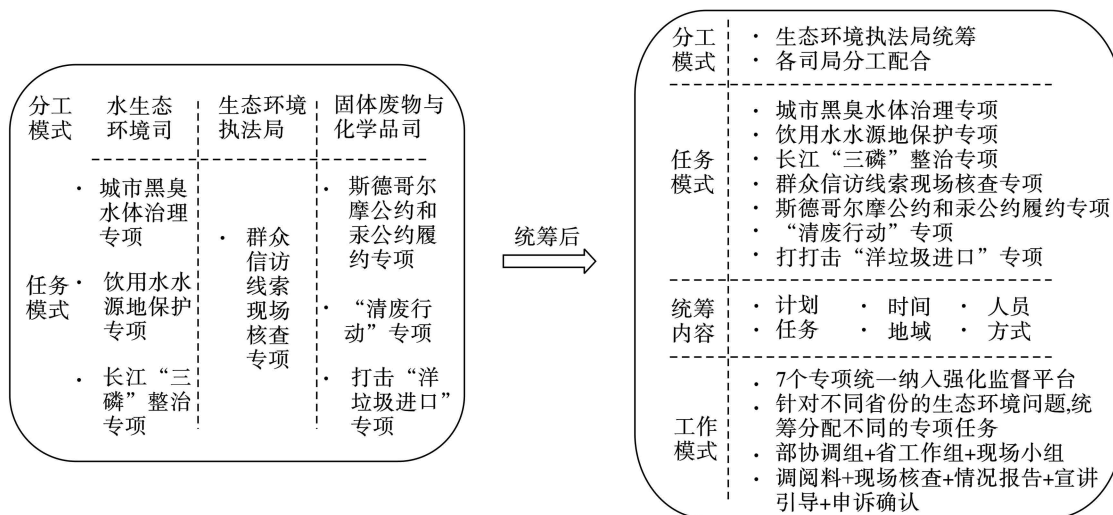 分工
模式
水生态
环境司
生态环境
执法局
固体废物与
化学品司
任务
模式
· 城市黑臭
水体治理
专项
· 饮用水水
源地保护
专项
· 长江“三
磷”整治
专项
· 群众
信访
线索
现场
核查
专项
· 斯德哥尔
摩公约和
汞公约履
约专项
· “清废行
动”专项
· 打击“洋
垃圾进口”
专项
统筹后
分工
模式
· 生态环境执法局统筹
· 各司局分工配合
任务
模式
· 城市黑臭水体治理专项
· 饮用水水源地保护专项
· 长江“三磷”整治专项
· 群众信访线索现场核查专项
· 斯德哥尔摩公约和汞公约履约专项
· “清废行动”专项
· 打打击“洋垃圾进口”专项
统筹
内容
· 计划 · 时间 · 人员
· 任务 · 地域 · 方式
工作
模式
· 7个专项统一纳入强化监督平台
· 针对不同省份的生态环境问题,统
筹分配不同的专项任务
· 部协调组+省工作组+现场小组
· 调阅料+现场核查+情况报告+宣讲
引导+申诉确认